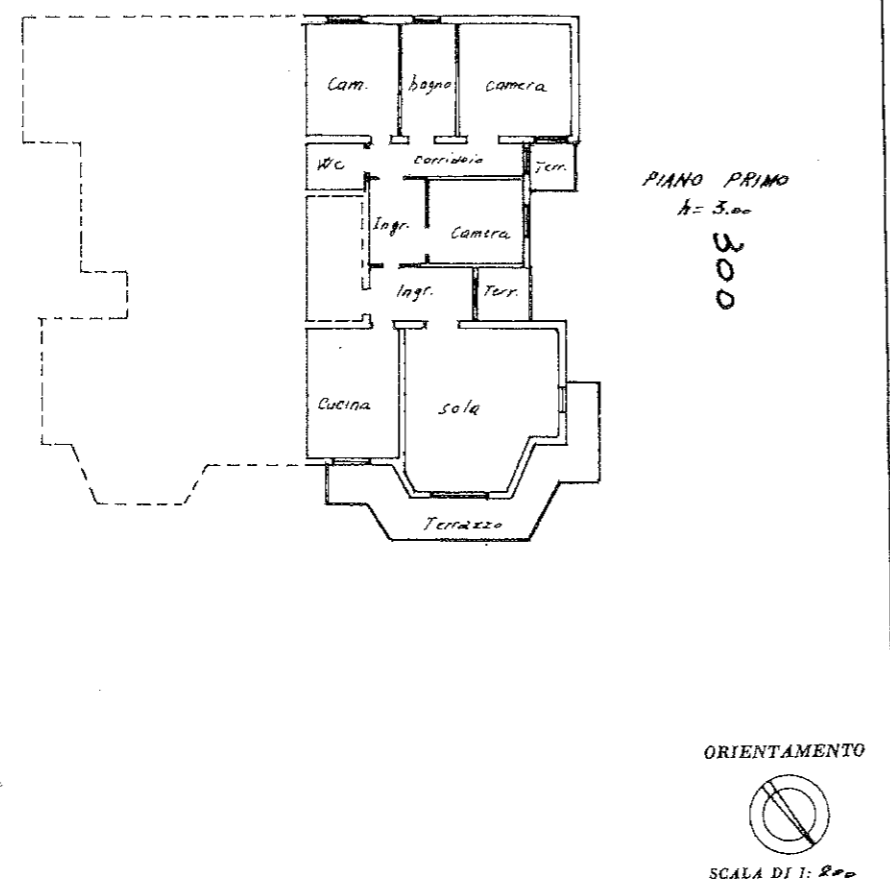 Cam.
bagno
camera
WC
corridoio
Terr.
PIANO PRIMO
h= 3.00
300
Ingr.
Camera
Ingr.
Terr.
Cucina
sala
Terrazzo
ORIENTAMENTO
SCALA DI 1: 200